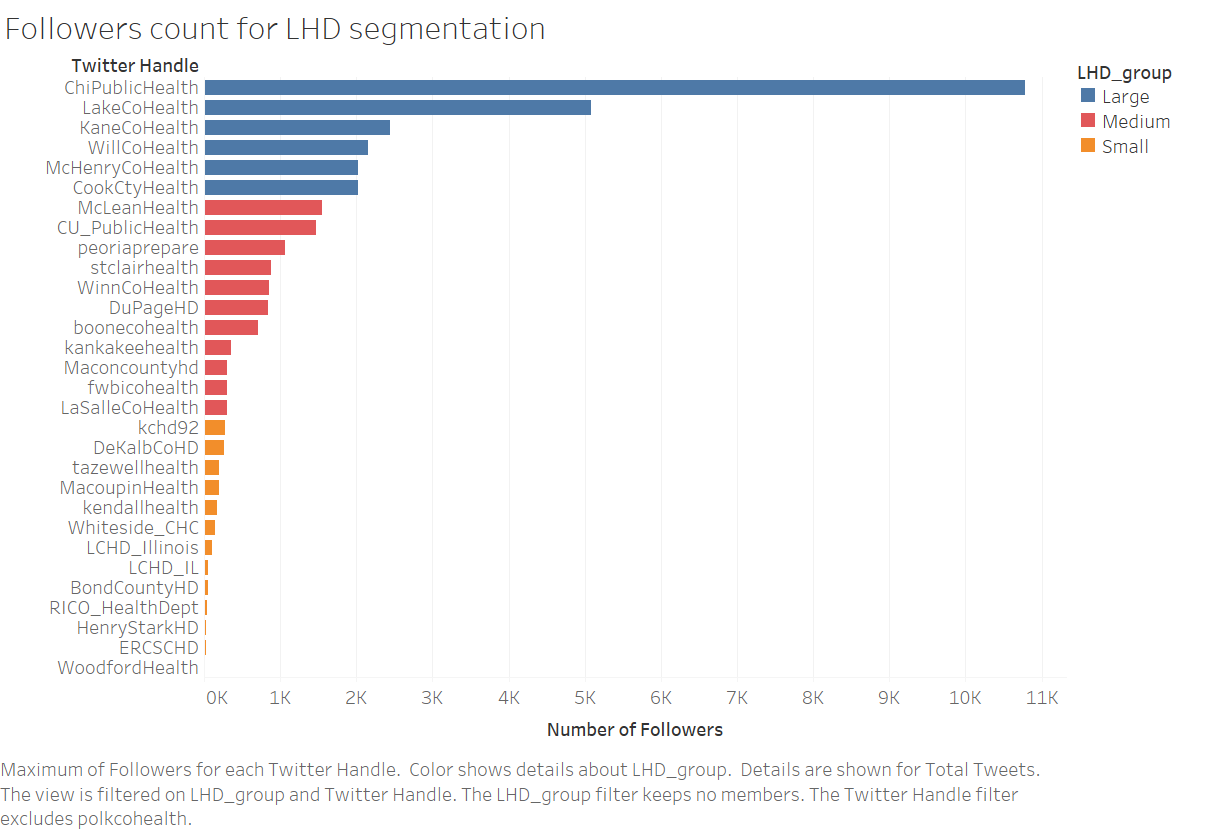 Followers count for LHD segmentation
Twitter Handle
ChiPublicHealth
LakeCoHealth
KaneCoHealth
WillCoHealth
McHenryCoHealth
CookCtyHealth
McLeanHealth
CU_PublicHealth
peoriaprepare
stclairhealth
WinnCoHealth
DuPageHD
boonecohealth
kankakeehealth
Maconcountyhd
fwbicohealth
LaSalleCoHealth
kchd92
DeKalbCoHD
tazewellhealth
MacoupinHealth
kendallhealth
Whiteside_CHC
LCHD_Illinois
LCHD_IL
BondCountyHD
RICO_HealthDept
HenryStarkHD
ERCSCHD
WoodfordHealth
0K 1K 2K 3K 4K 5K 6K 7K 8K 9K 10K 11K
Number of Followers
LHD_group
Large
Medium
Small
Maximum of Followers for each Twitter Handle. Color shows details about LHD_group. Details are shown for Total Tweets.
The view is filtered on LHD_group and Twitter Handle. The LHD_group filter keeps no members. The Twitter Handle filter
excludes polkcohealth.